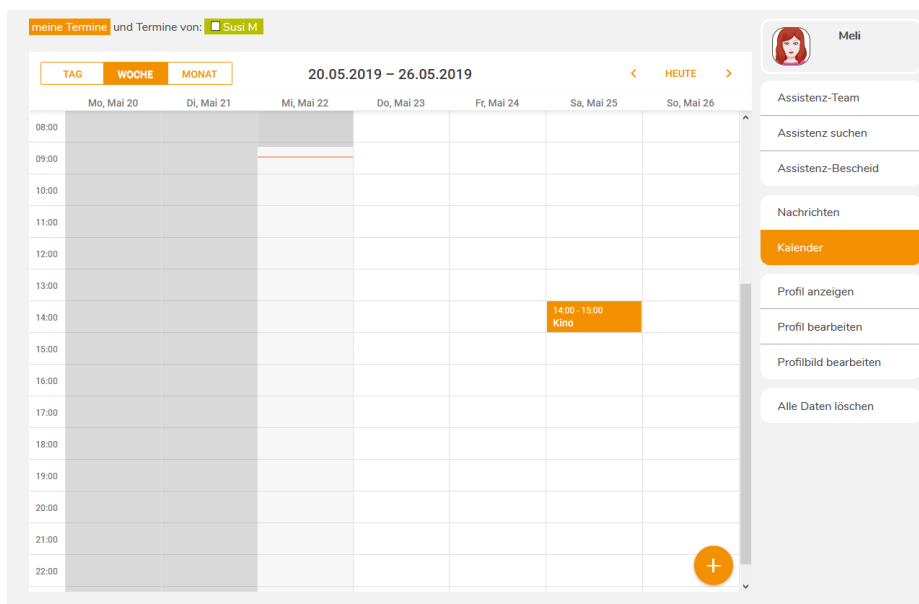 meine Termine und Termine von: Susi M
TAG WOCHE MONAT 20.05.2019 – 26.05.2019 HEUTE
Mo, Mai 20 Di, Mai 21 Mi, Mai 22 Do, Mai 23 Fr, Mai 24 Sa, Mai 25 So, Mai 26
08:00
09:00
10:00
11:00
12:00
13:00
14:00
14:00 - 15:00
Kino
15:00
16:00
17:00
18:00
19:00
20:00
21:00
22:00
+
Meli
Assistenz-Team
Assistenz suchen
Assistenz-Bescheid
Nachrichten
Kalender
Profil anzeigen
Profil bearbeiten
Profilbild bearbeiten
Alle Daten löschen